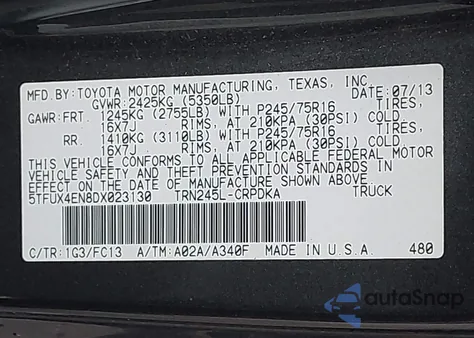 MFD.BY:TOYOTA MOTOR MANUFACTURING, TEXAS, INC.
GVWR: 2425KG (5350LB) DATE:07/13
GAWR:FRT. 1245KG (2755LB) WITH P245/75R16 TIRES,
16X7J RIMS, AT 210KPA (30PSI) COLD.
RR. 1410KG (3110LB) WITH P245/75R16 TIRES,
16X7J RIMS, AT 210KPA (30PSI) COLD.
THIS VEHICLE CONFORMS TO ALL APPLICABLE FEDERAL MOTOR
VEHICLE SAFETY AND THEFT PREVENTION STANDARDS IN
EFFECT ON THE DATE OF MANUFACTURE SHOWN ABOVE.
5TFUX4EN8DX023130 TRN245L-CRPDKA TRUCK
C/TR:1G3/FC13 A/TM:A02A/A340F MADE IN U.S.A. 480
autoSnap